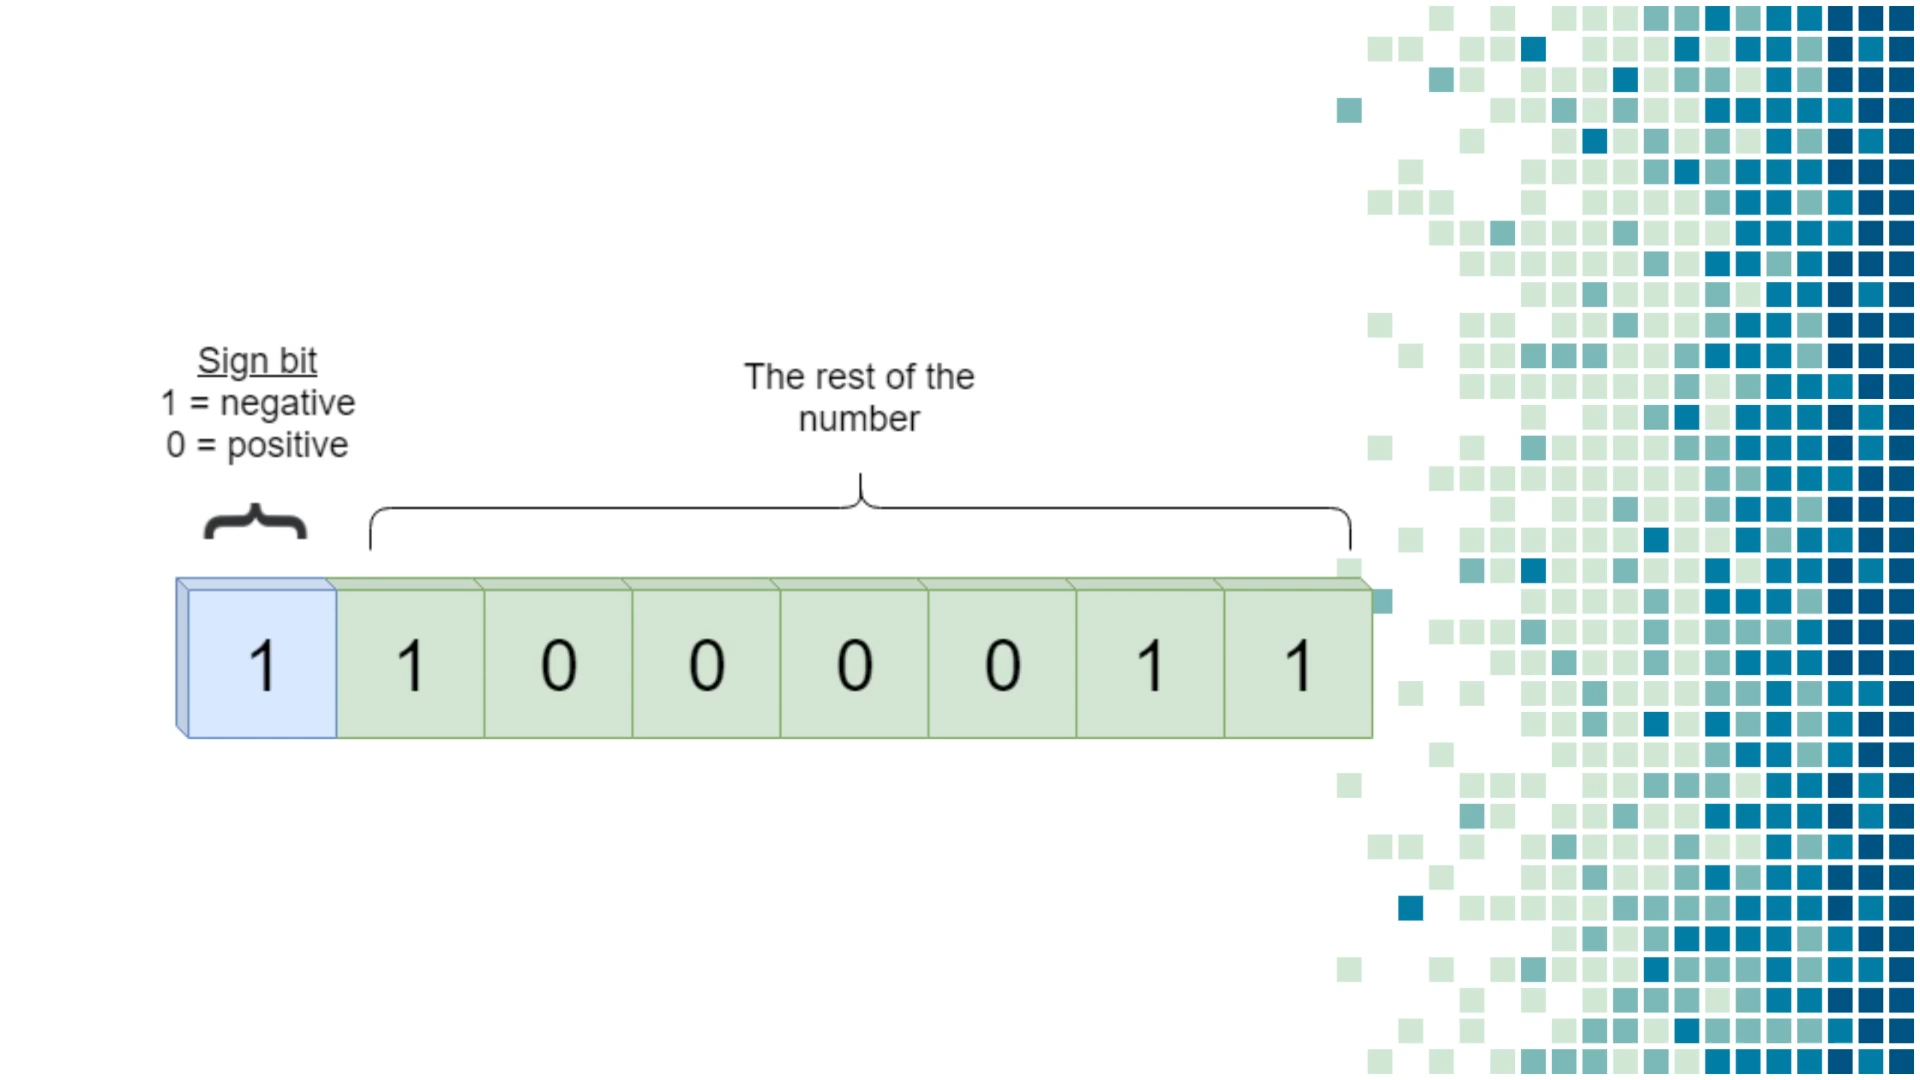 Sign bit
1 = negative
0 = positive
The rest of the
number
1 1 0 0 0 0 1 1